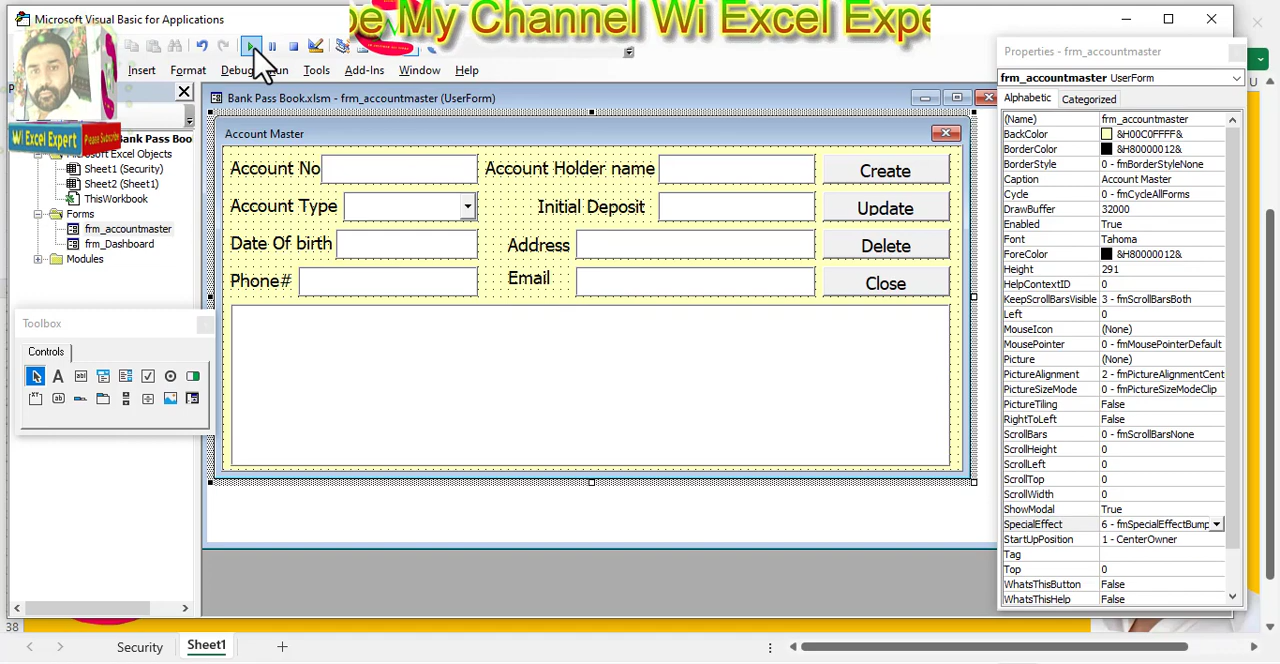 Microsoft Visual Basic for Applications
pe My Channel Wi Excel Expe
Insert Format Debug Run Tools Add-Ins Window Help
Wi Excel Expert Please Subscribe
Bank Pass Boo
Microsoft Excel Objects
Sheet1 (Security)
Sheet2 (Sheet1)
ThisWorkbook
Forms
frm_accountmaster
frm_Dashboard
Modules
Toolbox
Controls
Bank Pass Book.xlsm - frm_accountmaster (UserForm)
Account Master
Account No Account Holder name Create
Account Type Initial Deposit Update
Date Of birth Address Delete
Phone# Email Close
Properties - frm_accountmaster
frm_accountmaster UserForm
Alphabetic Categorized
(Name) frm_accountmaster
BackColor &H00C0FFFF&
BorderColor &H80000012&
BorderStyle 0 - fmBorderStyleNone
Caption Account Master
Cycle 0 - fmCycleAllForms
DrawBuffer 32000
Enabled True
Font Tahoma
ForeColor &H80000012&
Height 291
HelpContextID 0
KeepScrollBarsVisible 3 - fmScrollBarsBoth
Left 0
MouseIcon (None)
MousePointer 0 - fmMousePointerDefault
Picture (None)
PictureAlignment 2 - fmPictureAlignmentCent
PictureSizeMode 0 - fmPictureSizeModeClip
PictureTiling False
RightToLeft False
ScrollBars 0 - fmScrollBarsNone
ScrollHeight 0
ScrollLeft 0
ScrollTop 0
ScrollWidth 0
ShowModal True
SpecialEffect 6 - fmSpecialEffectBump
StartUpPosition 1 - CenterOwner
Tag
Top 0
WhatsThisButton False
WhatsThisHelp False
U
38
Security Sheet1